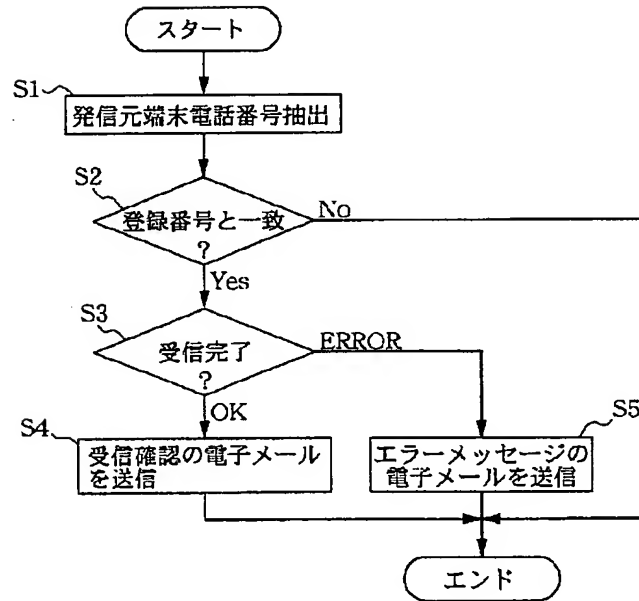 スタート
S1
発信元端末電話番号抽出
S2
登録番号と一致
?
No
Yes
S3
受信完了
?
ERROR
OK
S4
受信確認の電子メール
を送信
S5
エラーメッセージの
電子メールを送信
エンド